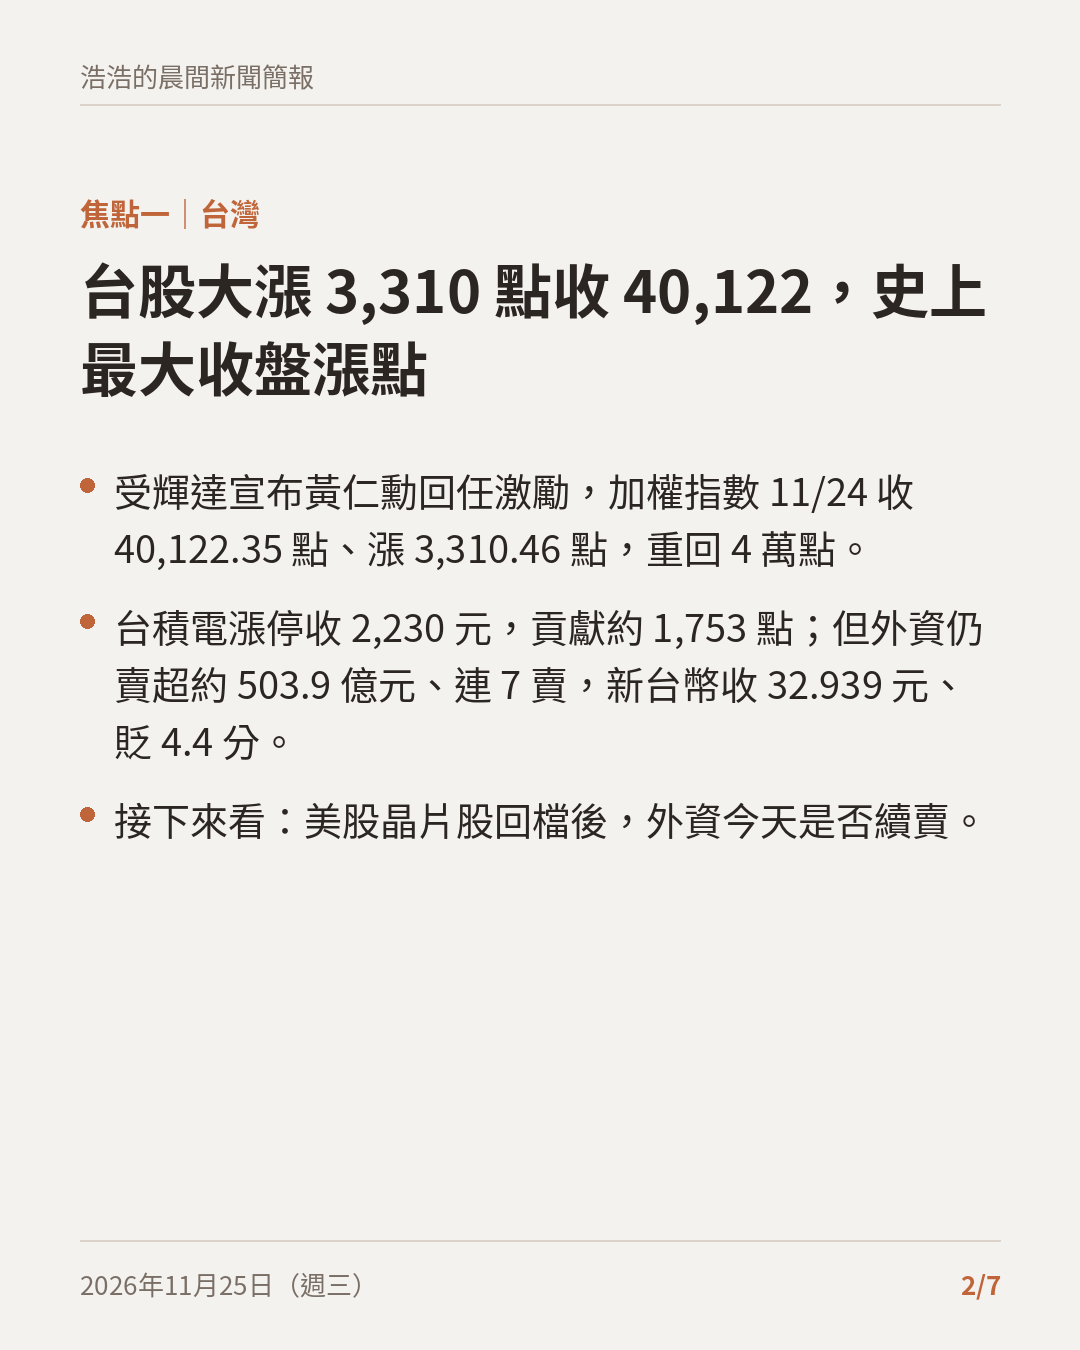 浩浩的晨間新聞簡報
焦點一｜台灣
台股大漲 3,310 點收 40,122，史上
最大收盤漲點
受輝達宣布黃仁勳回任激勵，加權指數 11/24 收
40,122.35 點、漲 3,310.46 點，重回 4 萬點。
台積電漲停收 2,230 元，貢獻約 1,753 點；但外資仍
賣超約 503.9 億元、連 7 賣，新台幣收 32.939 元、
貶 4.4 分。
接下來看：美股晶片股回檔後，外資今天是否續賣。
2026年11月25日（週三）
2/7